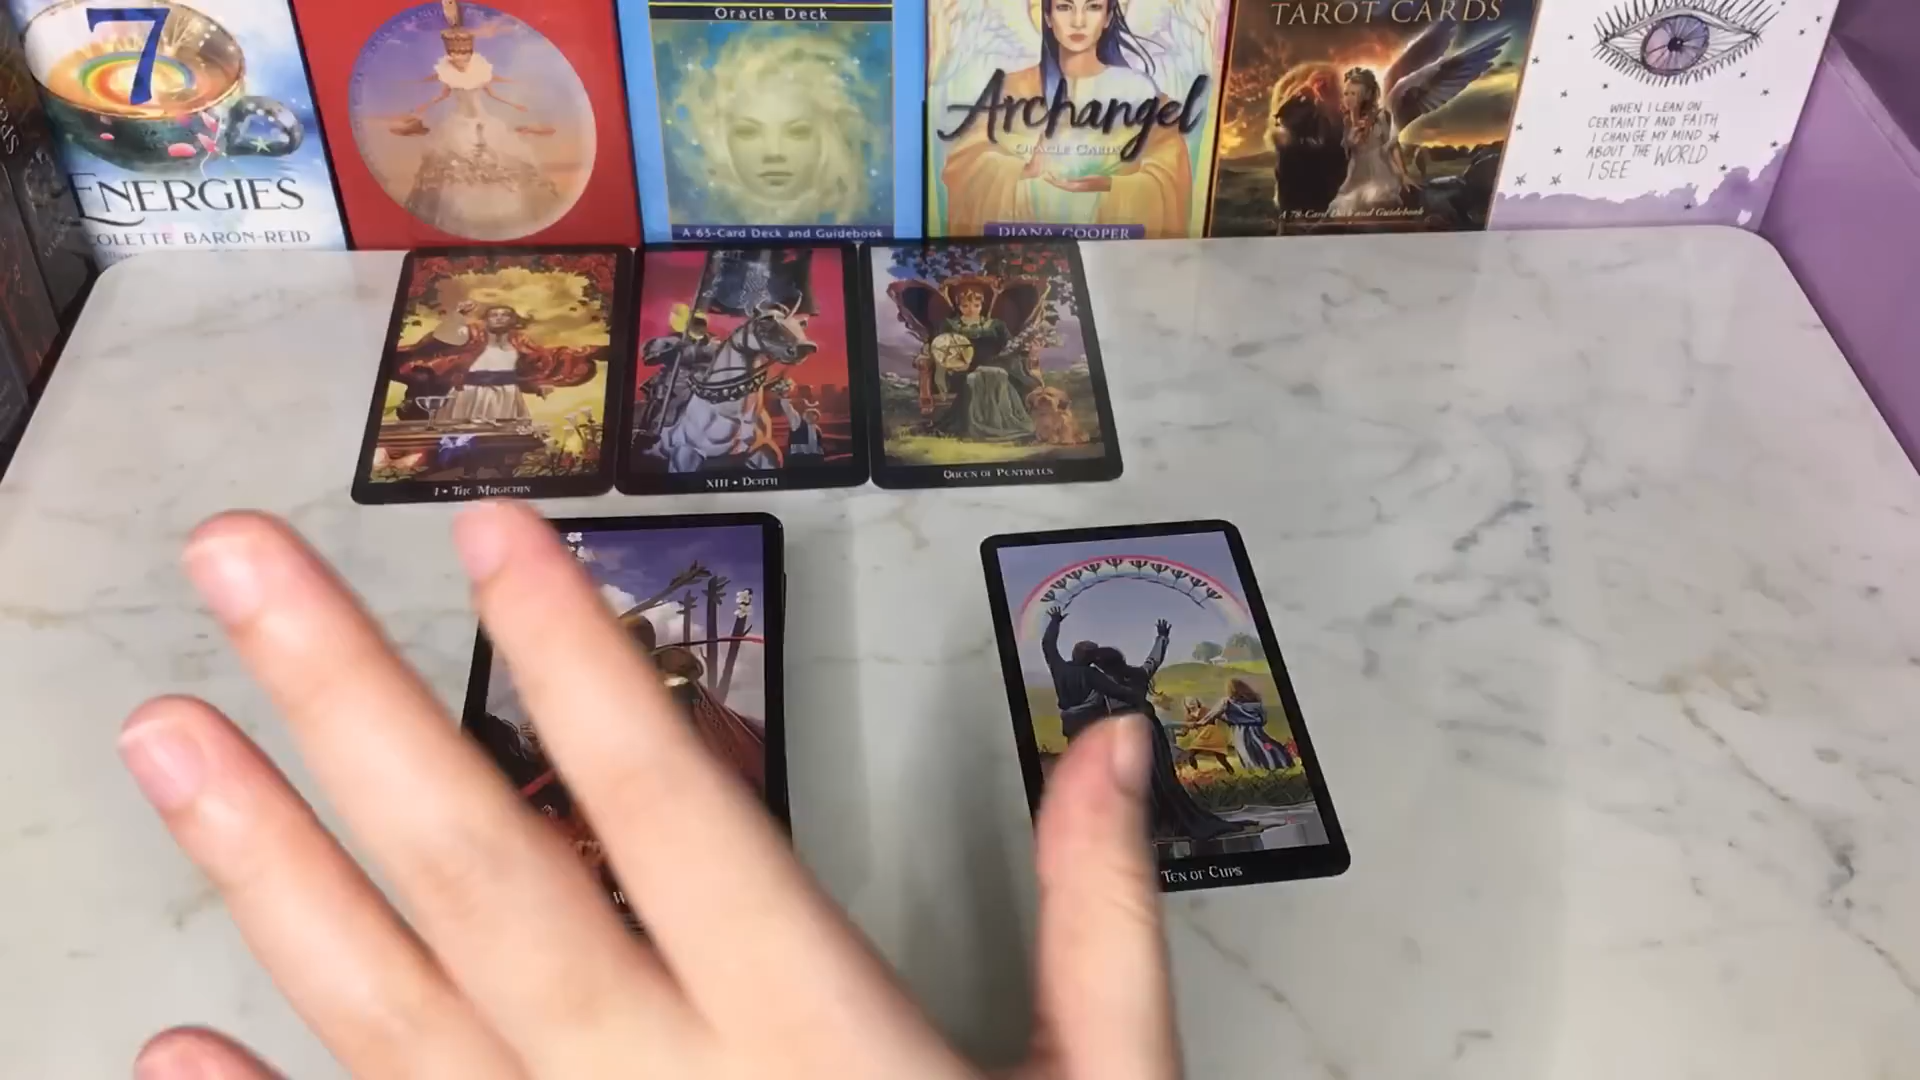 7
ENERGIES
COLETTE BARON-REID
Oracle Deck
A 65-Card Deck and Guidebook
Archangel
ORACLE CARDS
DIANA COOPER
TAROT CARDS
A 78-Card Deck and Guidebook
WHEN I LEAN ON
CERTAINTY AND FAITH
I CHANGE MY MIND
ABOUT THE WORLD
I SEE
I • The Magician
XIII • Death
Queen of Pentacles
Ten of Cups